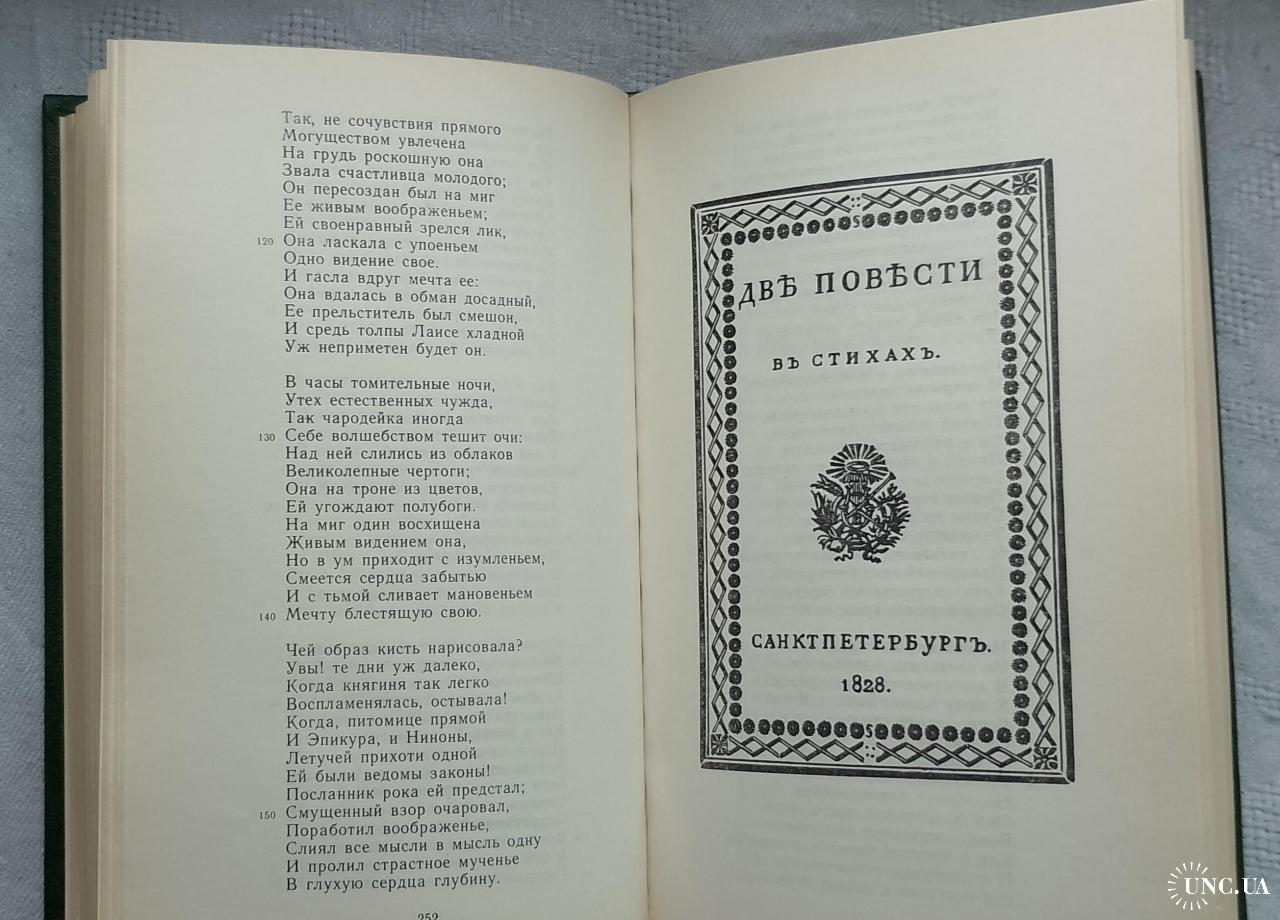 Так, не сочувствия прямого
Могуществом увлечена
На грудь роскошную она
Звала счастливца молодого;
Он пересоздан был на миг
Ее живым воображеньем;
Ей своенравный зрелся лик,
120 Она ласкала с упоеньем
Одно видение свое.
И гасла вдруг мечта ее:
Она вдалась в обман досадный,
Ее прельститель был смешон,
И средь толпы Лаисе хладной
Уж неприметен будет он.
В часы томительные ночи,
Утех естественных чужда,
Так чародейка иногда
130 Себе волшебством тешит очи:
Над ней слились из облаков
Великолепные чертоги;
Она на троне из цветов,
Ей угождают полубоги.
На миг один восхищена
Живым видением она,
Но в ум приходит с изумленьем,
Смеется сердца забытью
И с тьмой сливает мановеньем
140 Мечту блестящую свою.
Чей образ кисть нарисовала?
Увы! те дни уж далеко,
Когда княгиня так легко
Воспламенялась, остывала!
Когда, питомице прямой
И Эпикура, и Ниноны,
Летучей прихоти одной
Ей были ведомы законы!
Посланник рока ей предстал;
150 Смущенный взор очаровал,
Поработил воображенье,
Слиял все мысли в мысль одну
И пролил страстное мученье
В глухую сердца глубину.
252
ДВѢ ПОВѢСТИ
ВЪ СТИХАХЪ.
САНКТПЕТЕРБУРГЪ.
1828.
UNC.UA